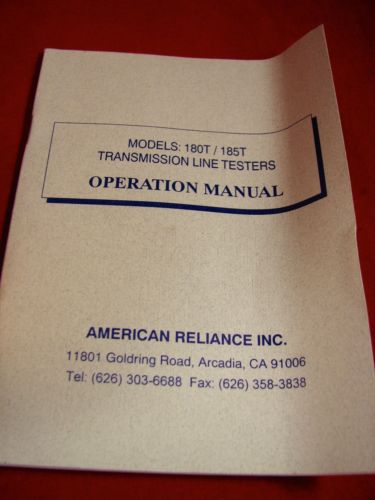 MODELS: 180T / 185T
TRANSMISSION LINE TESTERS
OPERATION MANUAL
AMERICAN RELIANCE INC.
11801 Goldring Road, Arcadia, CA 91006
Tel: (626) 303-6688 Fax: (626) 358-3838